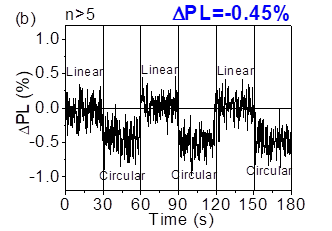 (b) n>5 ΔPL=-0.45%
1.0
0.5
0.0
-0.5
-1.0
ΔPL (%)
Linear Linear Linear
Circular Circular Circular
0 30 60 90 120 150 180
Time (s)